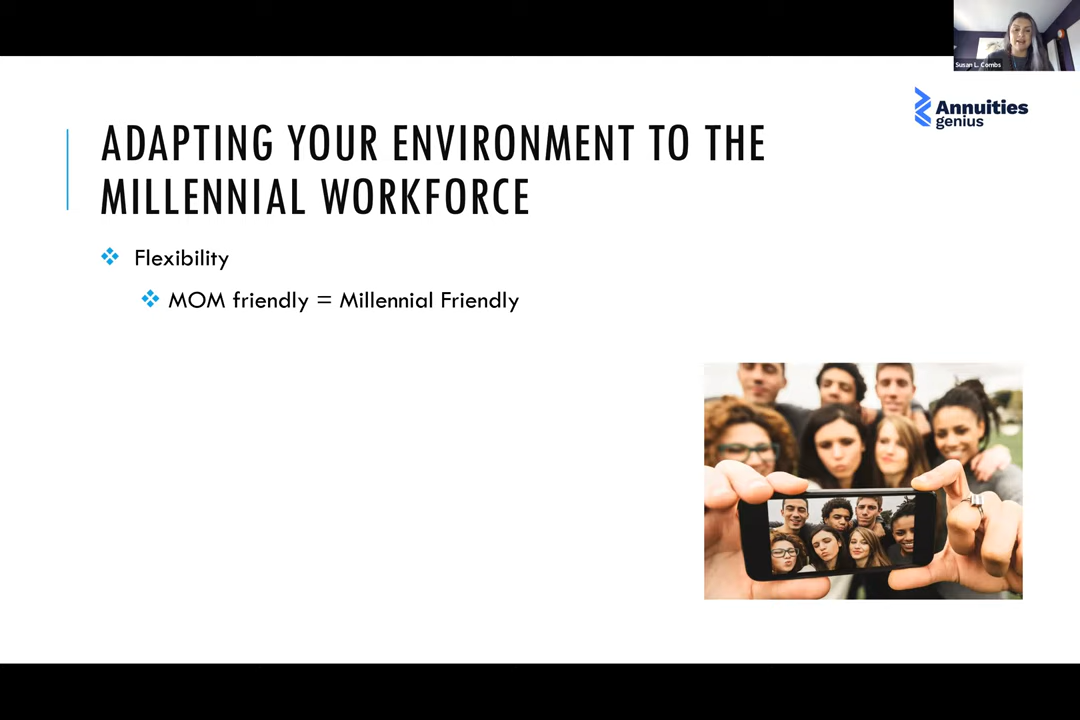 Susan L. Combs
Annuities
genius
ADAPTING YOUR ENVIRONMENT TO THE
MILLENNIAL WORKFORCE
Flexibility
MOM friendly = Millennial Friendly